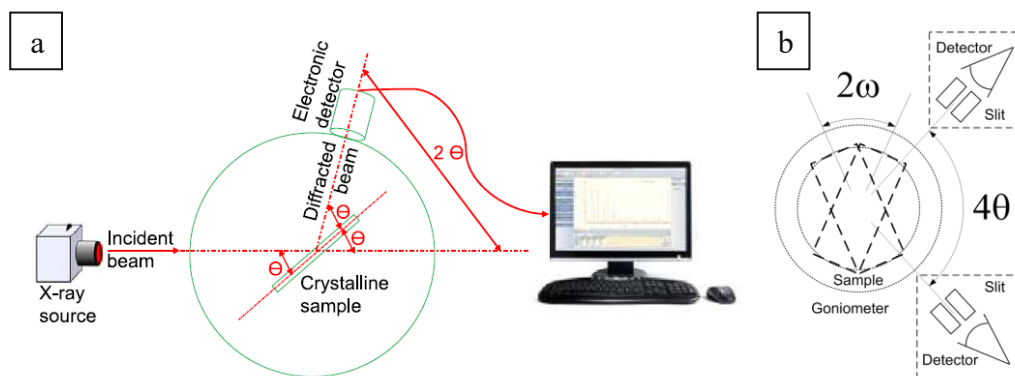 a
Electronic
detector
Diffracted
beam
2 Θ
Θ
Θ
Θ
Incident
beam
X-ray
source
Crystalline
sample
b
Detector
Slit
2ω
4θ
Sample
Goniometer
Slit
Detector